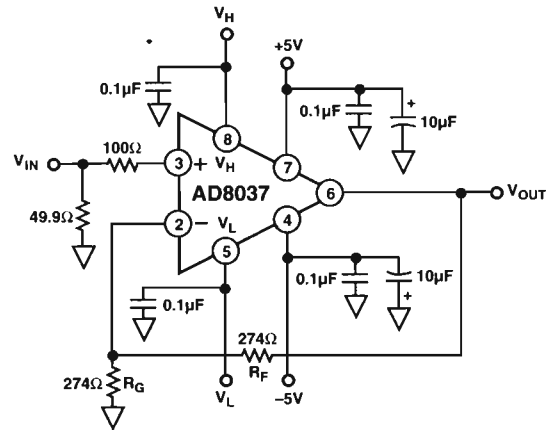 V_H
+5V
0.1µF
0.1µF
+
10µF
8
V_H
7
V_IN
100Ω
3
+
AD8037
6
V_OUT
49.9Ω
2
–
V_L
4
5
0.1µF
0.1µF
10µF
+
274Ω
R_F
274Ω
R_G
V_L
–5V